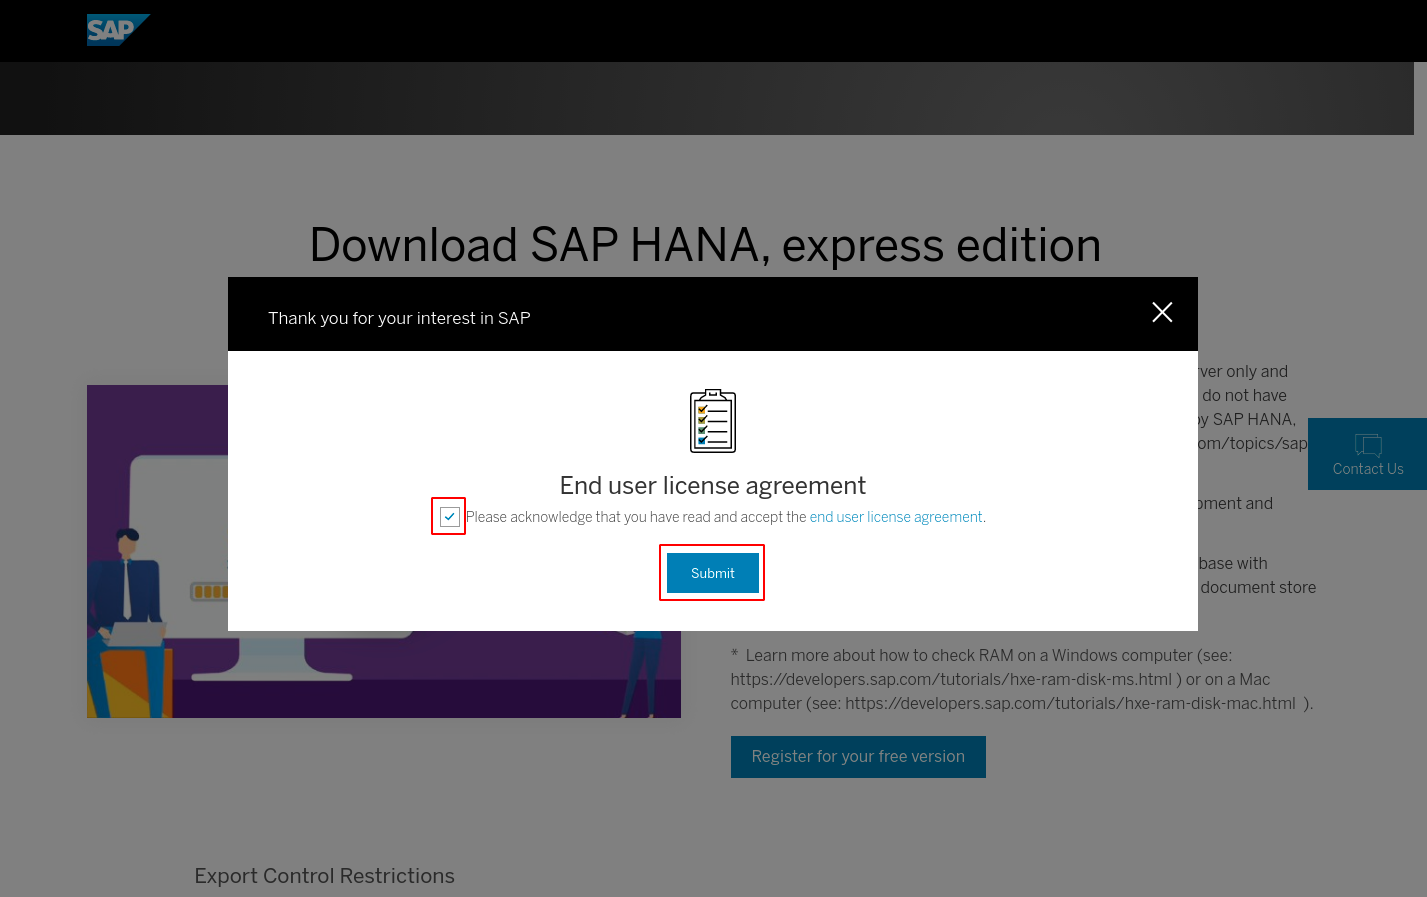 SAP
Download SAP HANA, express edition
Thank you for your interest in SAP
ver only and
do not have
by SAP HANA,
om/topics/sap
Contact Us
End user license agreement
Please acknowledge that you have read and accept the end user license agreement.
pment and
Submit
base with
document store
* Learn more about how to check RAM on a Windows computer (see:
https://developers.sap.com/tutorials/hxe-ram-disk-ms.html ) or on a Mac
computer (see: https://developers.sap.com/tutorials/hxe-ram-disk-mac.html ).
Register for your free version
Export Control Restrictions